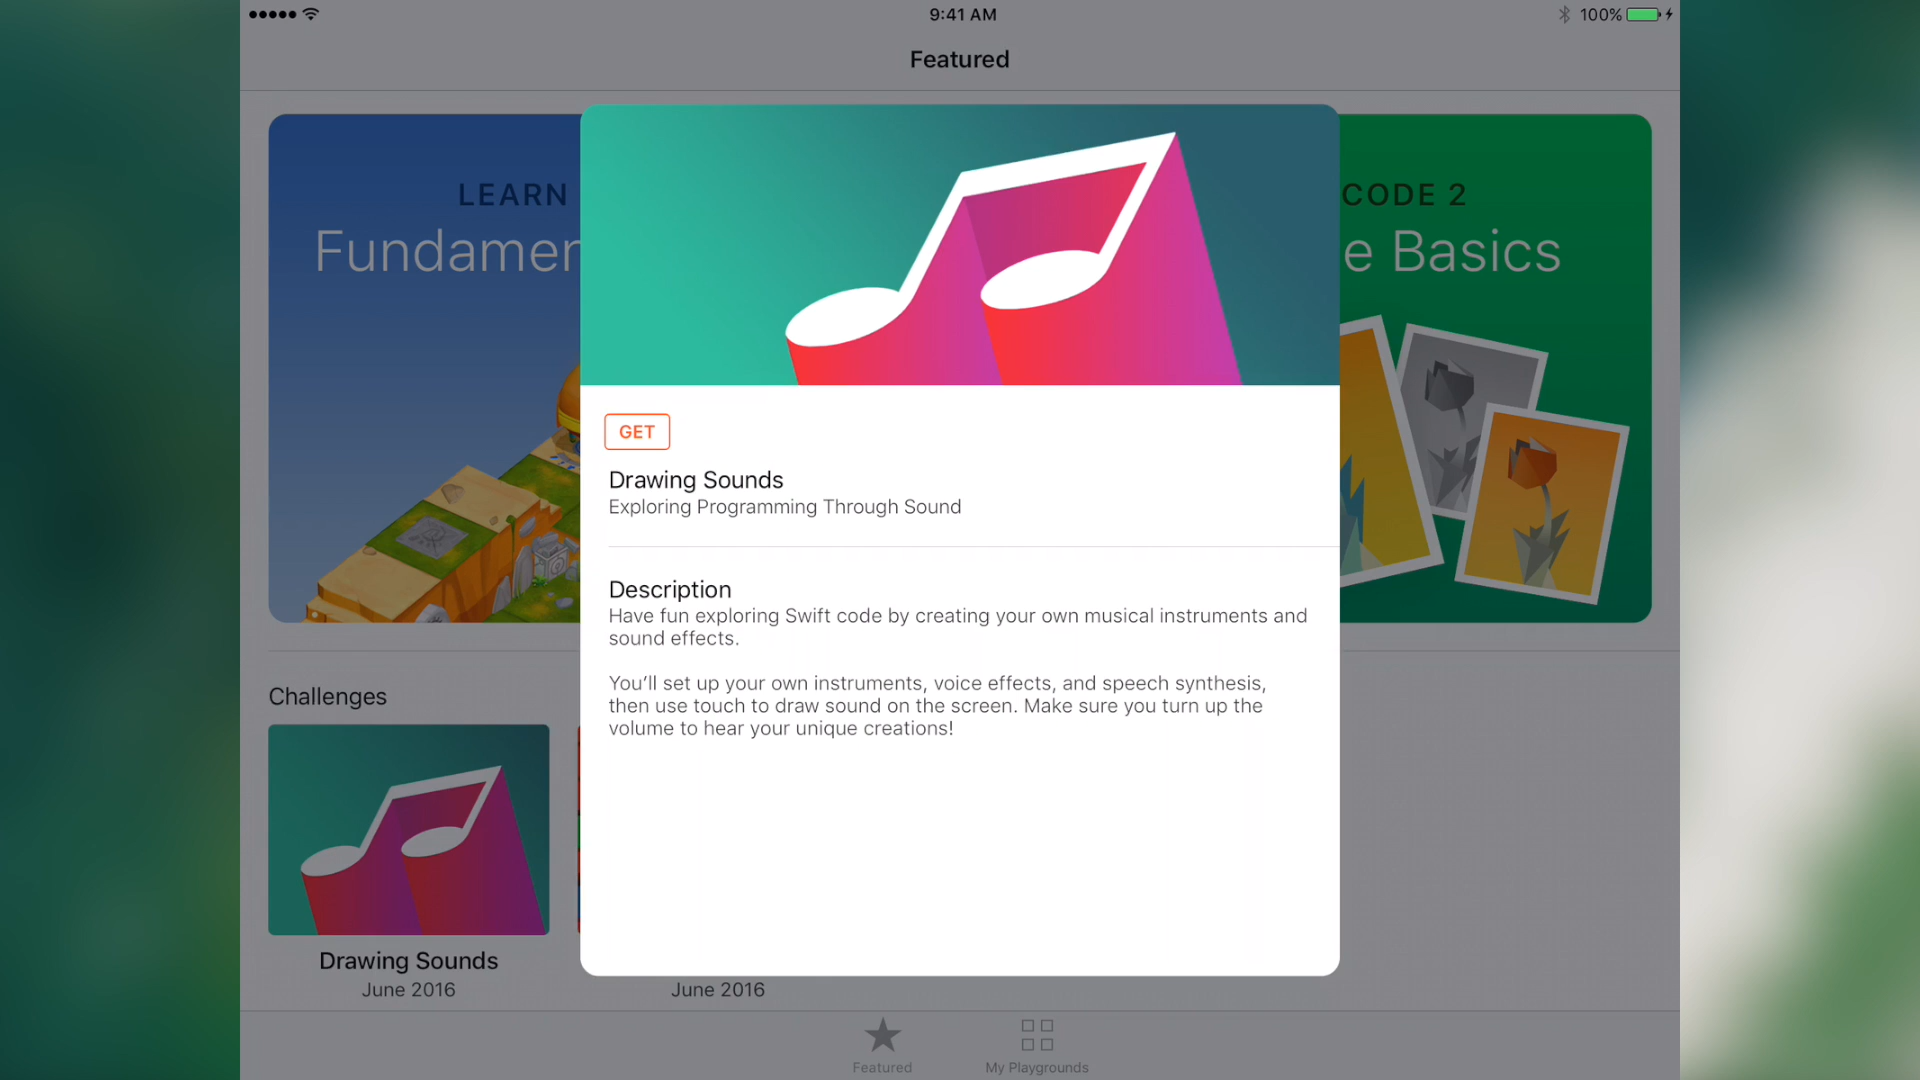 9:41 AM
100%
Featured
LEARN
Fundamen
CODE 2
e Basics
GET
Drawing Sounds
Exploring Programming Through Sound
Description
Have fun exploring Swift code by creating your own musical instruments and
sound effects.
You’ll set up your own instruments, voice effects, and speech synthesis,
then use touch to draw sound on the screen. Make sure you turn up the
volume to hear your unique creations!
Challenges
Drawing Sounds
June 2016
June 2016
Featured
My Playgrounds